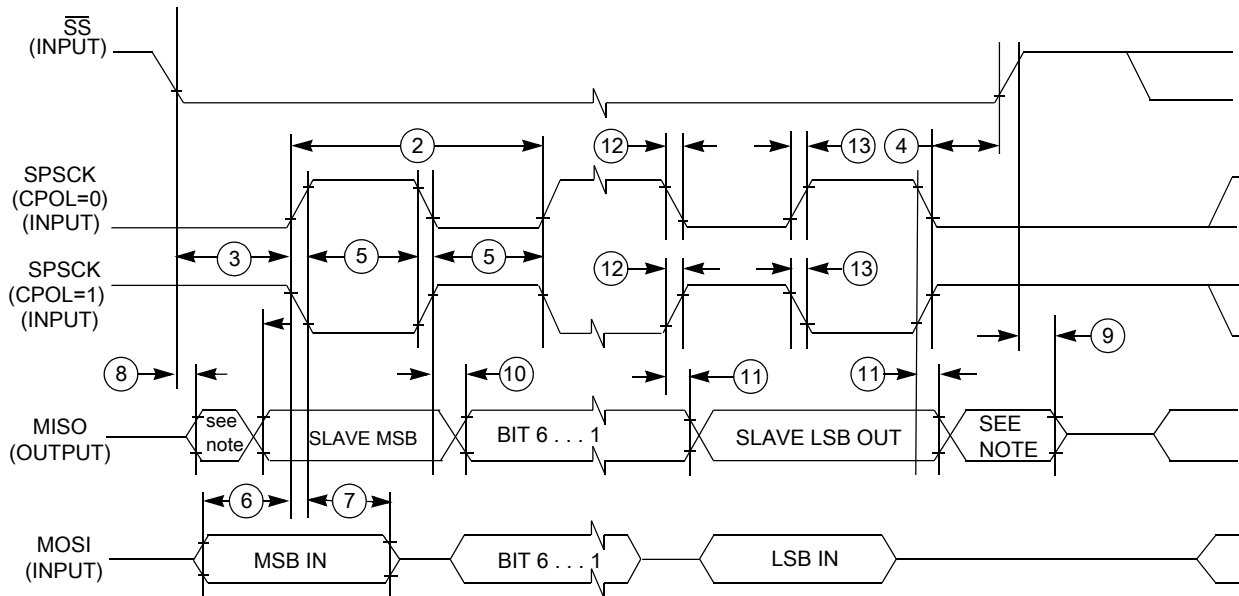 SS
(INPUT)
2
12
13
4
SPSCK
(CPOL=0)
(INPUT)
3
5
5
SPSCK
(CPOL=1)
(INPUT)
12
13
8
10
11
11
9
MISO
(OUTPUT)
see
note
SLAVE MSB
BIT 6 . . . 1
SLAVE LSB OUT
SEE
NOTE
6
7
MOSI
(INPUT)
MSB IN
BIT 6 . . . 1
LSB IN